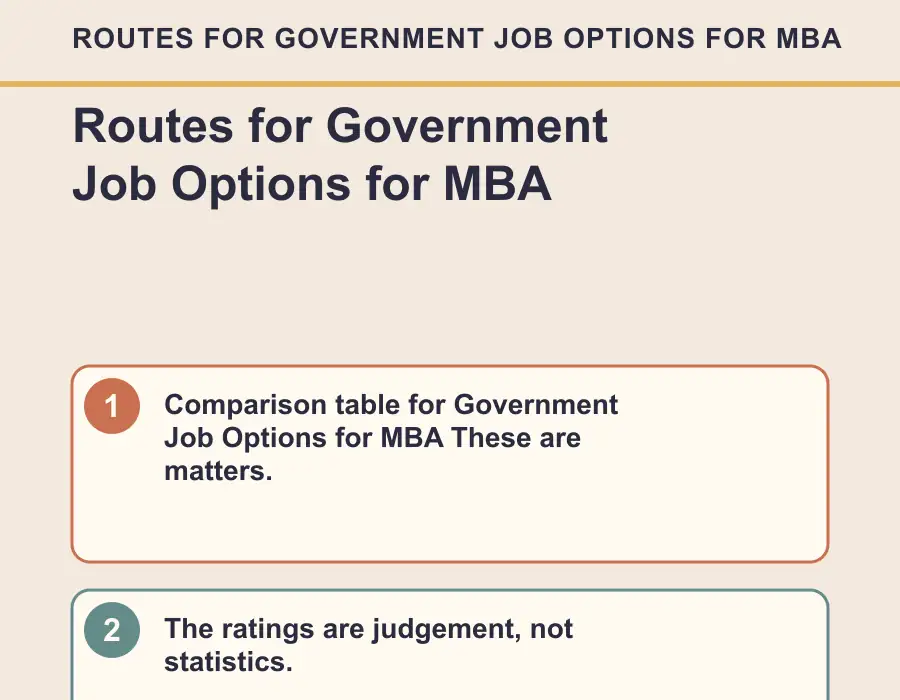 ROUTES FOR GOVERNMENT JOB OPTIONS FOR MBA
Routes for Government
Job Options for MBA
1
Comparison table for Government
Job Options for MBA These are
matters.
2
The ratings are judgement, not
statistics.